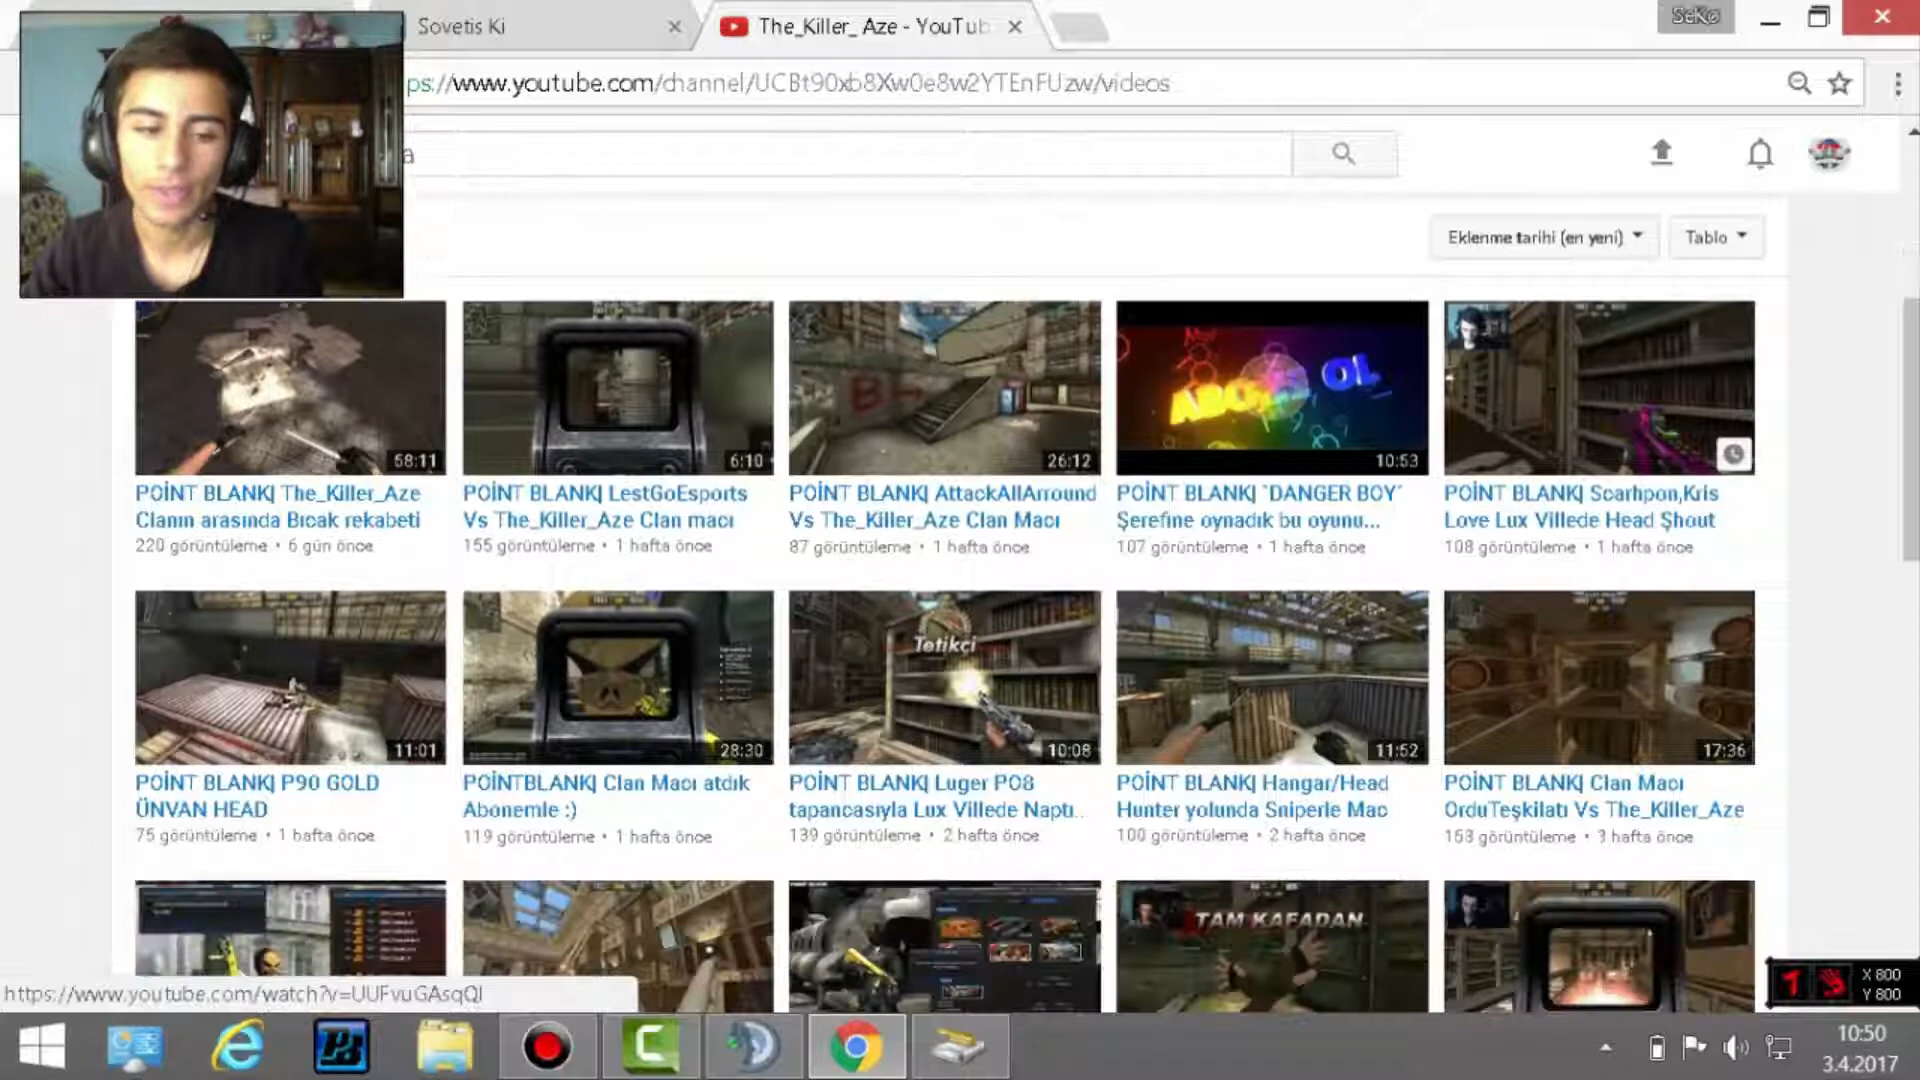 Sovetis Ki
The_Killer_ Aze - YouTub
SeKo
ps://www.youtube.com/channel/UCBt90xb8Xw0e8w2YTEnFUzw/videos
a
Eklenme tarihi (en yeni)
Tablo
ABONE OL
58:11
6:10
26:12
10:53
POİNT BLANK| The_Killer_Aze
Clanın arasında Bıcak rekabeti
220 görüntüleme • 6 gün önce
POİNT BLANK| LestGoEsports
Vs The_Killer_Aze Clan macı
155 görüntüleme • 1 hafta önce
POİNT BLANK| AttackAllArround
Vs The_Killer_Aze Clan Macı
87 görüntüleme • 1 hafta önce
POİNT BLANK| "DANGER BOY"
Şerefine oynadık bu oyunu...
107 görüntüleme • 1 hafta önce
POİNT BLANK| Scarhpon,Kris
Love Lux Villede Head Şhout
108 görüntüleme • 1 hafta önce
Tetikci
11:01
28:30
10:08
11:52
17:36
POİNT BLANK| P90 GOLD
ÜNVAN HEAD
75 görüntüleme • 1 hafta önce
POİNTBLANK| Clan Macı atdık
Abonemle :)
119 görüntüleme • 1 hafta önce
POİNT BLANK| Luger PO8
tapancasıyla Lux Villede Naptı..
139 görüntüleme • 2 hafta önce
POİNT BLANK| Hangar/Head
Hunter yolunda Sniperle Mac
100 görüntüleme • 2 hafta önce
POİNT BLANK| Clan Macı
OrduTeşkilatı Vs The_Killer_Aze
153 görüntüleme • 3 hafta önce
TAM KAFADAN
https://www.youtube.com/watch?v=UUFvuGAsqQI
X 800
Y 800
10:50
3.4.2017